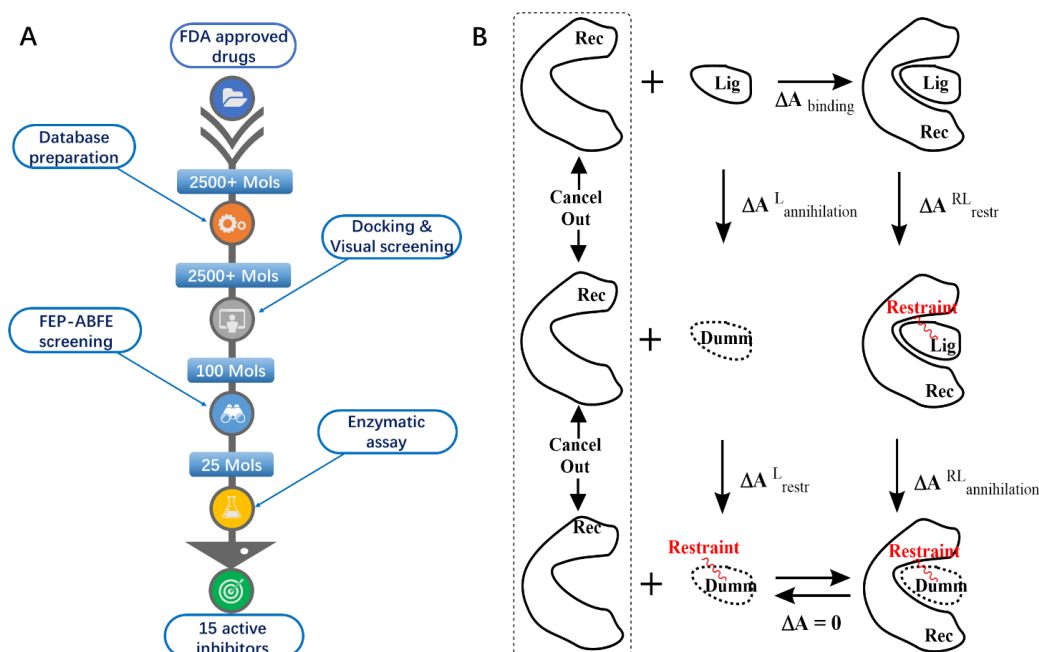 A
FDA approved
drugs
Database
preparation
2500+ Mols
Docking &
Visual screening
2500+ Mols
FEP-ABFE
screening
100 Mols
Enzymatic
assay
25 Mols
15 active
inhibitors
B
Rec
+
Lig
ΔA binding
Lig
Rec
Cancel
Out
ΔA L annihilation
ΔA RL restr
Rec
+
Dumm
Restraint
Lig
Rec
Cancel
Out
ΔA L restr
ΔA RL annihilation
Rec
+
Restraint
Dumm
ΔA = 0
Restraint
Dumm
Rec